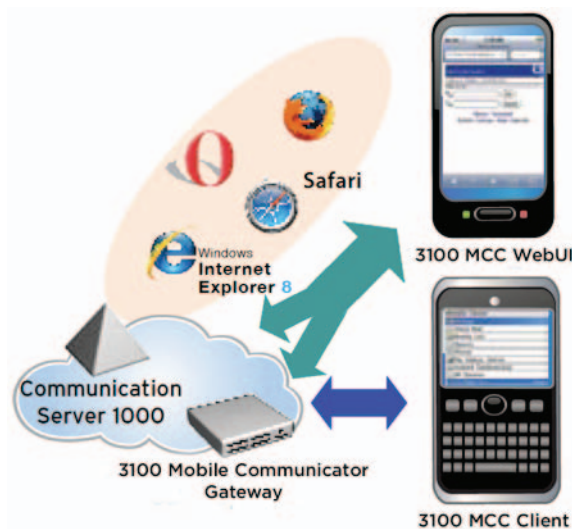 Safari
Windows
Internet
Explorer 8
3100 MCC WebUI
Communication
Server 1000
3100 Mobile Communicator
Gateway
3100 MCC Client